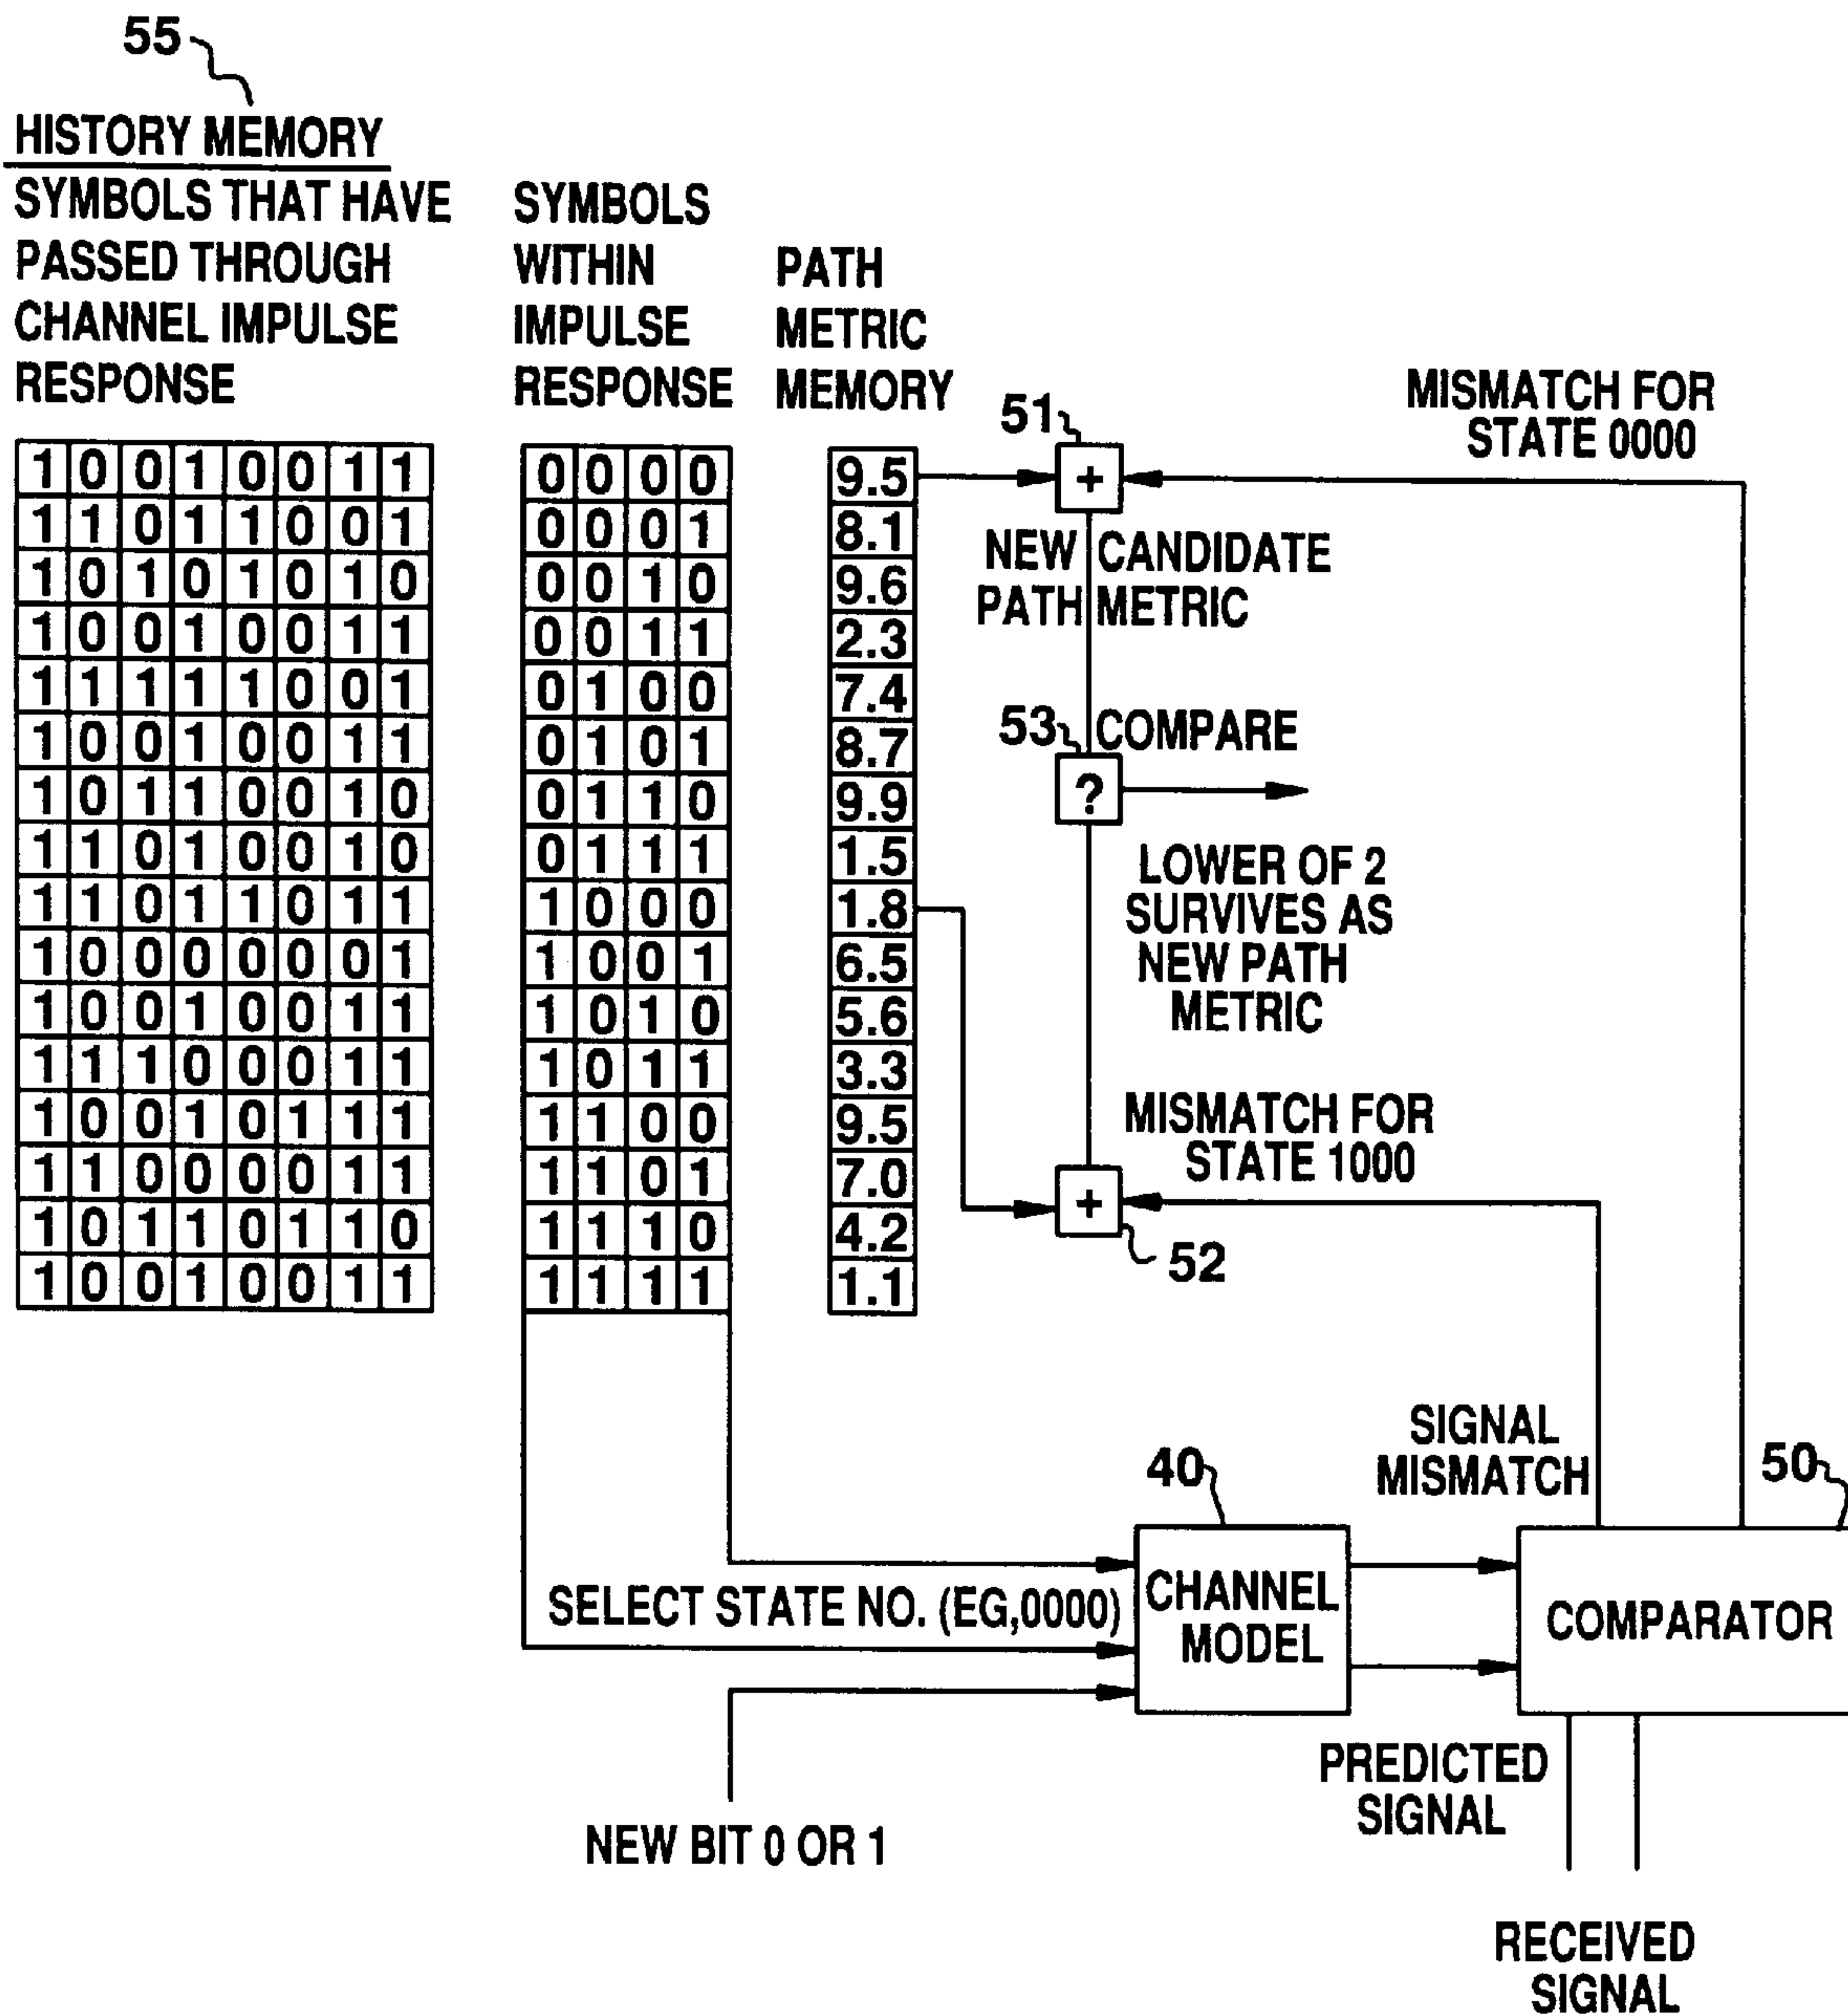 55
HISTORY MEMORY
SYMBOLS THAT HAVE
PASSED THROUGH
CHANNEL IMPULSE
RESPONSE
SYMBOLS
WITHIN
IMPULSE
RESPONSE
PATH
METRIC
MEMORY
1 0 0 1 0 0 1 1
1 1 0 1 1 0 0 1
1 0 1 0 1 0 1 0
1 0 0 1 0 0 1 1
1 1 1 1 1 0 0 1
1 0 0 1 0 0 1 1
1 0 1 1 0 0 1 0
1 1 0 1 0 0 1 0
1 1 0 1 1 0 1 1
1 0 0 0 0 0 0 1
1 0 0 1 0 0 1 1
1 1 1 0 0 0 1 1
1 0 0 1 0 1 1 1
1 1 0 0 0 0 1 1
1 0 1 1 0 1 1 0
1 0 0 1 0 0 1 1
0 0 0 0
0 0 0 1
0 0 1 0
0 0 1 1
0 1 0 0
0 1 0 1
0 1 1 0
0 1 1 1
1 0 0 0
1 0 0 1
1 0 1 0
1 0 1 1
1 1 0 0
1 1 0 1
1 1 1 0
1 1 1 1
9.5
8.1
9.6
2.3
7.4
8.7
9.9
1.5
1.8
6.5
5.6
3.3
9.5
7.0
4.2
1.1
51
+
MISMATCH FOR
STATE 0000
NEW CANDIDATE
PATH METRIC
53
COMPARE
?
LOWER OF 2
SURVIVES AS
NEW PATH
METRIC
MISMATCH FOR
STATE 1000
+
52
SIGNAL
MISMATCH
40
50
SELECT STATE NO. (EG,0000)
CHANNEL
MODEL
COMPARATOR
NEW BIT 0 OR 1
PREDICTED
SIGNAL
RECEIVED
SIGNAL